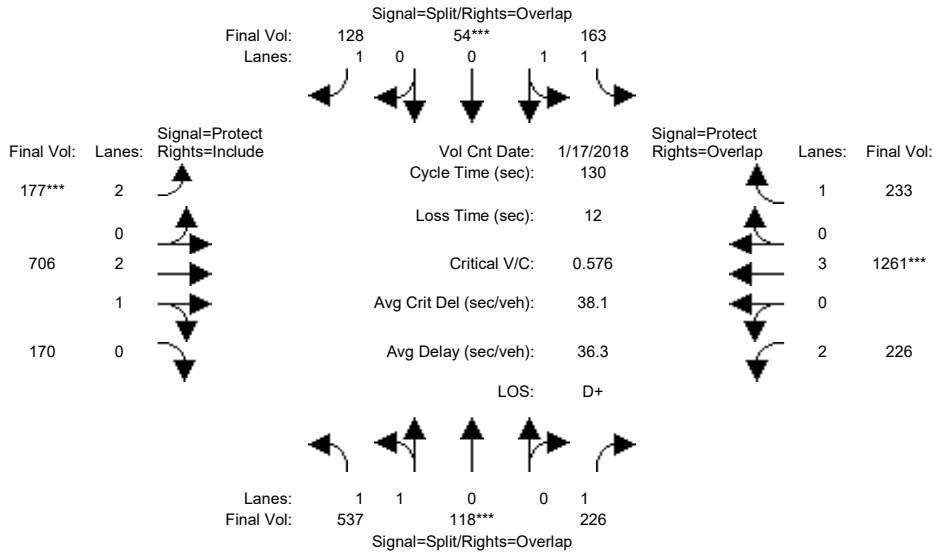 Signal=Split/Rights=Overlap
Final Vol: 128 54*** 163
Lanes: 1 0 0 1 1
Signal=Protect
Final Vol: Lanes: Rights=Include
Vol Cnt Date: 1/17/2018
Signal=Protect
Rights=Overlap Lanes: Final Vol:
Cycle Time (sec): 130
177*** 2
1 233
Loss Time (sec): 12
0
0
706 2
Critical V/C: 0.576
3 1261***
1
Avg Crit Del (sec/veh): 38.1
0
170 0
Avg Delay (sec/veh): 36.3
2 226
LOS: D+
Lanes: 1 1 0 0 1
Final Vol: 537 118*** 226
Signal=Split/Rights=Overlap